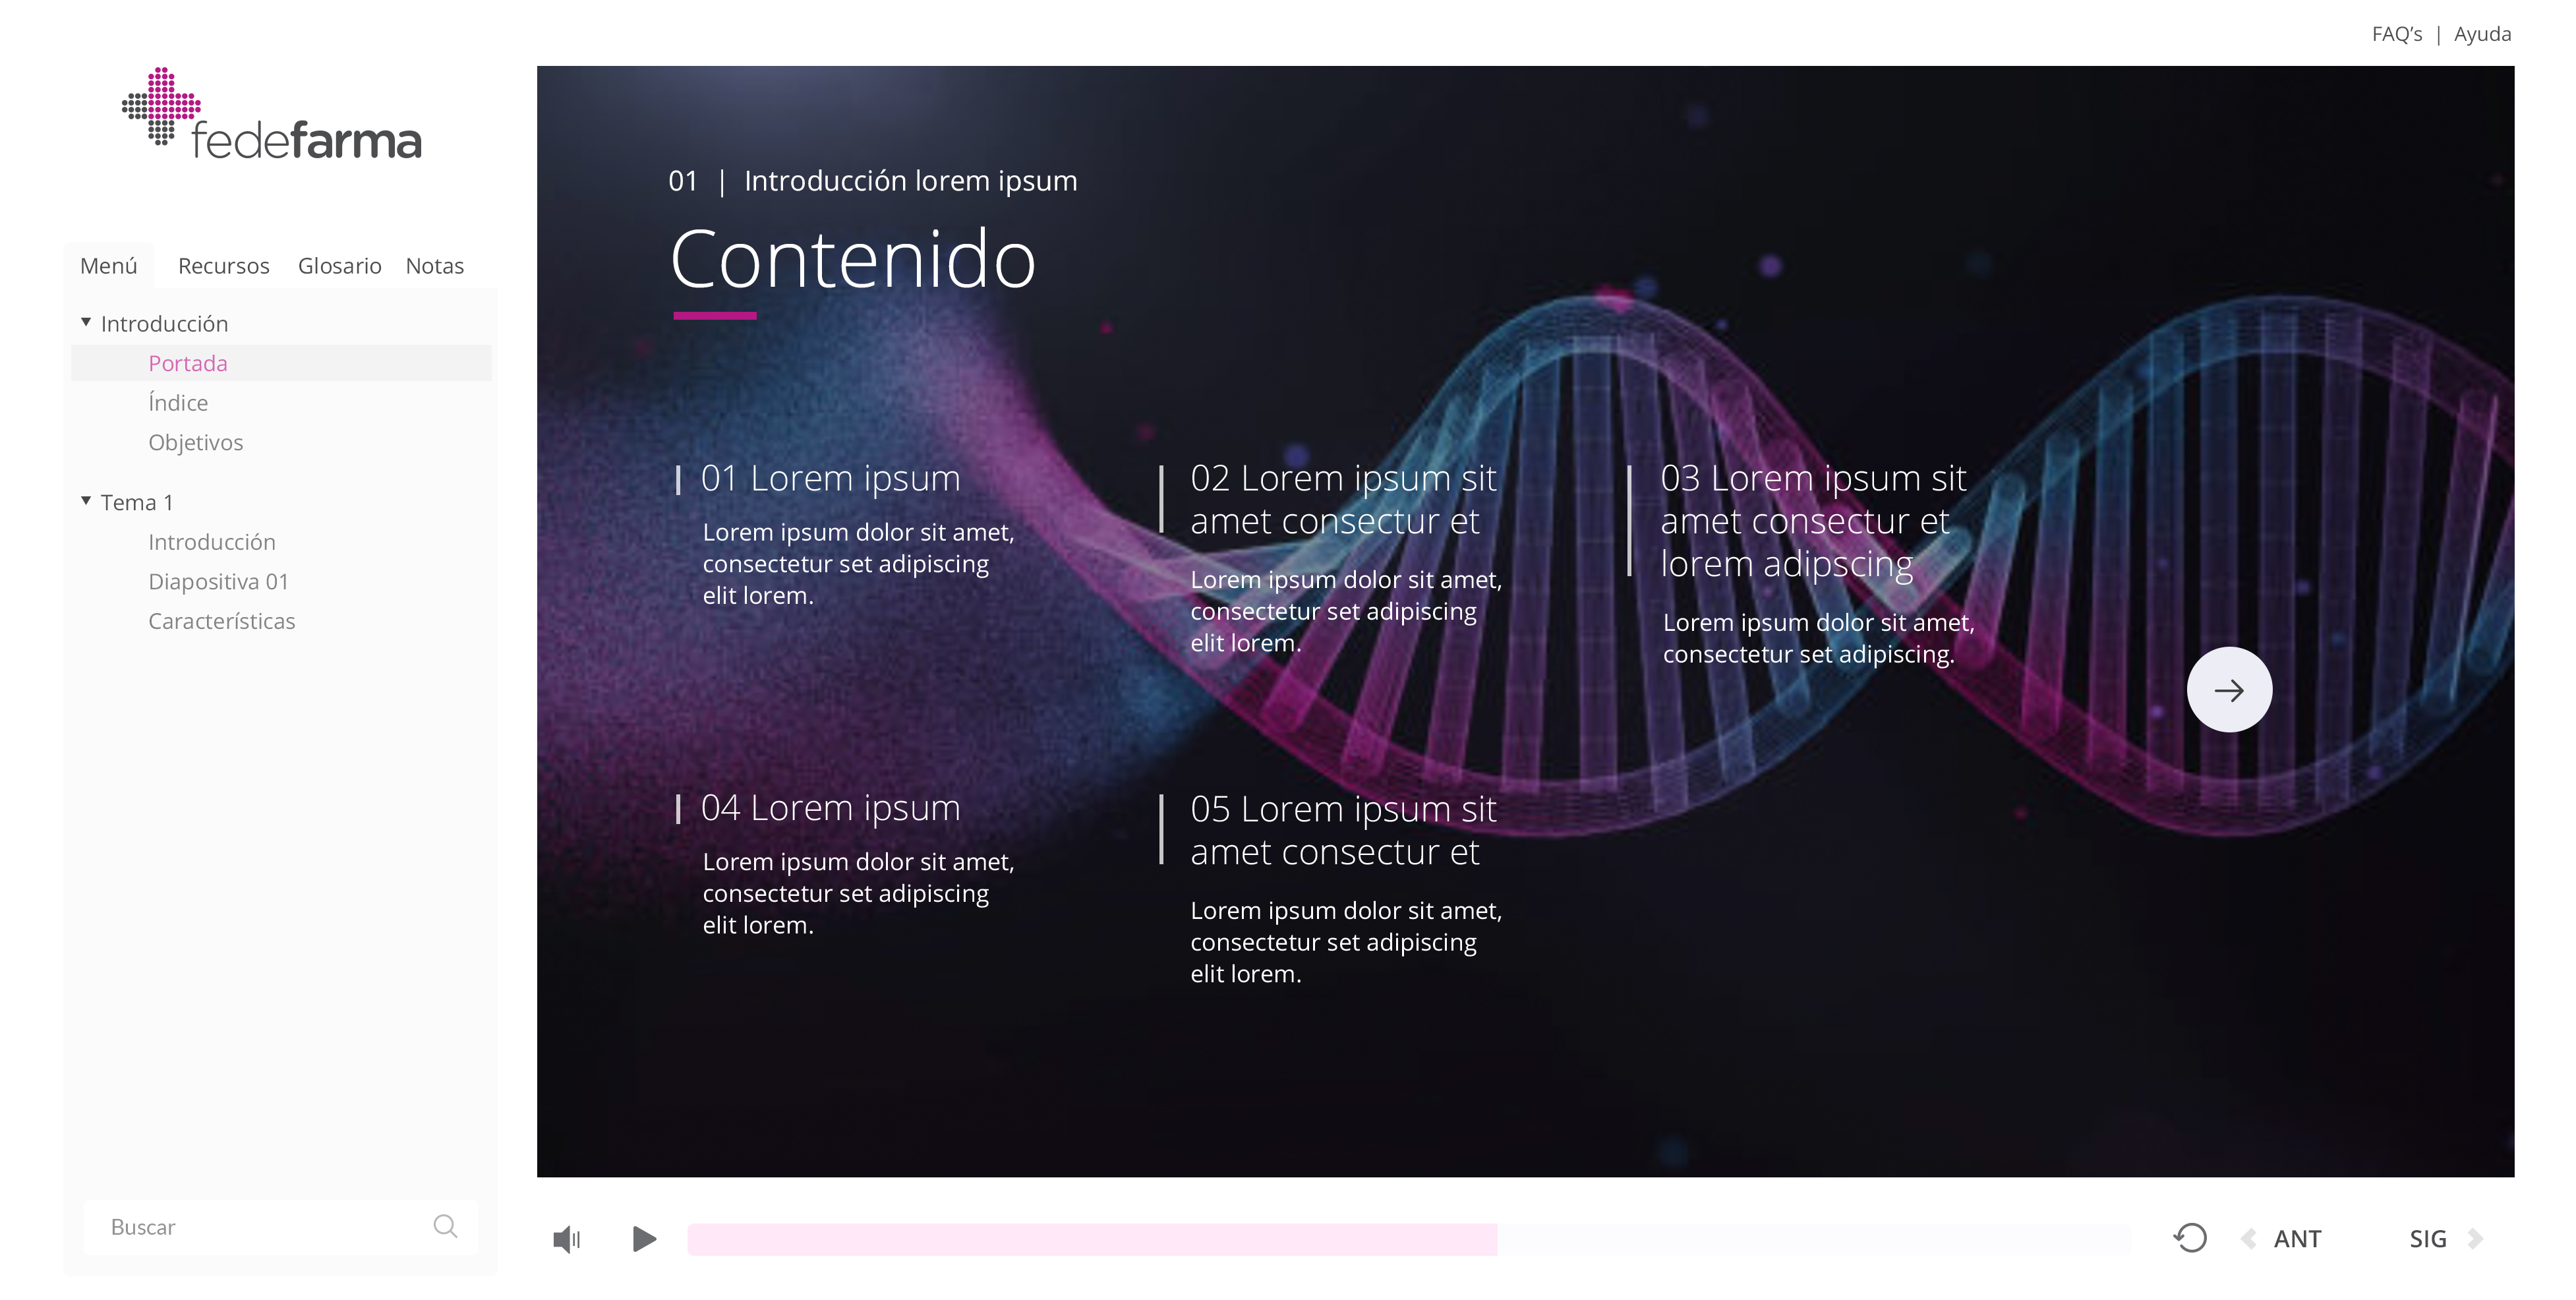 FAQ's | Ayuda
fedefarma
Menú Recursos Glosario Notas
Introducción
Portada
Índice
Objetivos
Tema 1
Introducción
Diapositiva 01
Características
Buscar
01 | Introducción lorem ipsum
Contenido
01 Lorem ipsum
Lorem ipsum dolor sit amet,
consectetur set adipiscing
elit lorem.
02 Lorem ipsum sit
amet consectur et
Lorem ipsum dolor sit amet,
consectetur set adipiscing
elit lorem.
03 Lorem ipsum sit
amet consectur et
lorem adipscing
Lorem ipsum dolor sit amet,
consectetur set adipiscing.
04 Lorem ipsum
Lorem ipsum dolor sit amet,
consectetur set adipiscing
elit lorem.
05 Lorem ipsum sit
amet consectur et
Lorem ipsum dolor sit amet,
consectetur set adipiscing
elit lorem.
ANT SIG